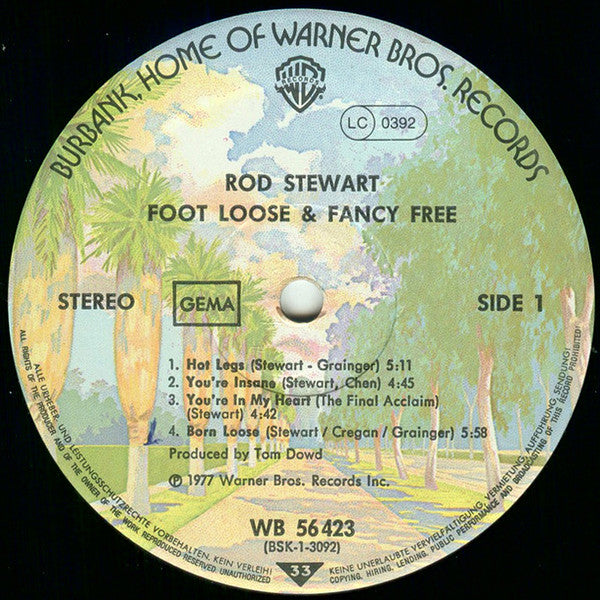 BURBANK, HOME OF WARNER BROS. RECORDS
WB
RECORDS
LC 0392
ROD STEWART
FOOT LOOSE & FANCY FREE
STEREO
GEMA
SIDE 1
1. Hot Legs (Stewart - Grainger) 5:11
2. You're Insane (Stewart, Chen) 4:45
3. You're In My Heart (The Final Acclaim)
(Stewart) 4:42
4. Born Loose (Stewart / Cregan / Grainger) 5:58
Produced by Tom Dowd
℗ 1977 Warner Bros. Records Inc.
WB 56 423
(BSK-1-3092)
33
ALLE URHEBER- UND LEISTUNGSSCHUTZRECHTE VORBEHALTEN. KEIN VERLEIH! KEINE UNERLAUBTE VERVIELFÄLTIGUNG, VERMIETUNG, AUFFÜHRUNG, SENDUNG!
ALL RIGHTS OF THE PRODUCER AND OF THE OWNER OF THE WORK REPRODUCED RESERVED. UNAUTHORIZED COPYING, HIRING, LENDING, PUBLIC PERFORMANCE AND BROADCASTING OF THIS RECORD PROHIBITED!